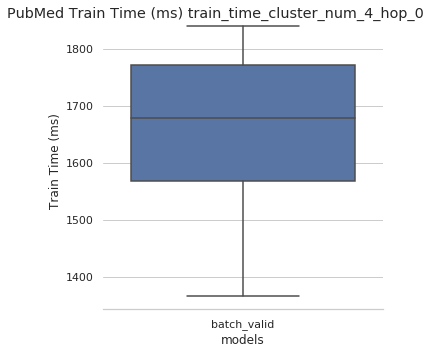 PubMed Train Time (ms) train_time_cluster_num_4_hop_0
1800
1700
1600
1500
1400
Train Time (ms)
batch_valid
models